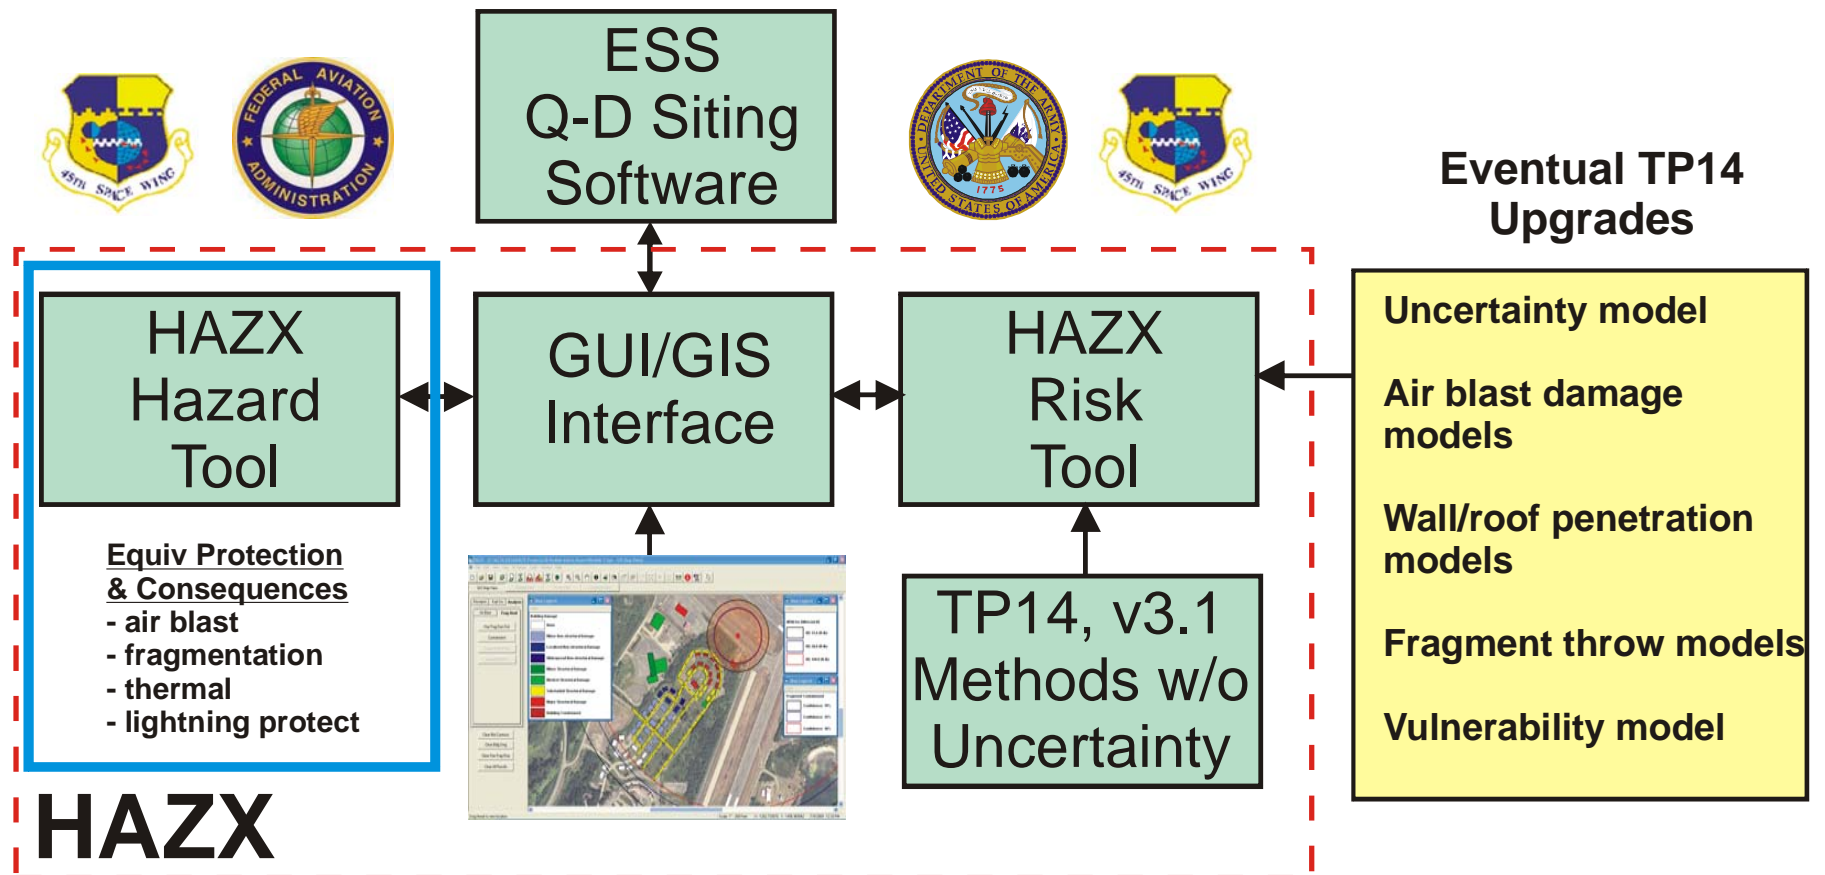 ESS
Q-D Siting
Software
45TH SPACE WING
FEDERAL AVIATION
ADMINISTRATION
DEPARTMENT OF THE ARMY
UNITED STATES OF AMERICA
1775
45TH SPACE WING
Eventual TP14
Upgrades
HAZX
Hazard
Tool
GUI/GIS
Interface
HAZX
Risk
Tool
Uncertainty model
Air blast damage
models
Wall/roof penetration
models
Fragment throw models
Vulnerability model
Equiv Protection
& Consequences
- air blast
- fragmentation
- thermal
- lightning protect
TP14, v3.1
Methods w/o
Uncertainty
HAZX